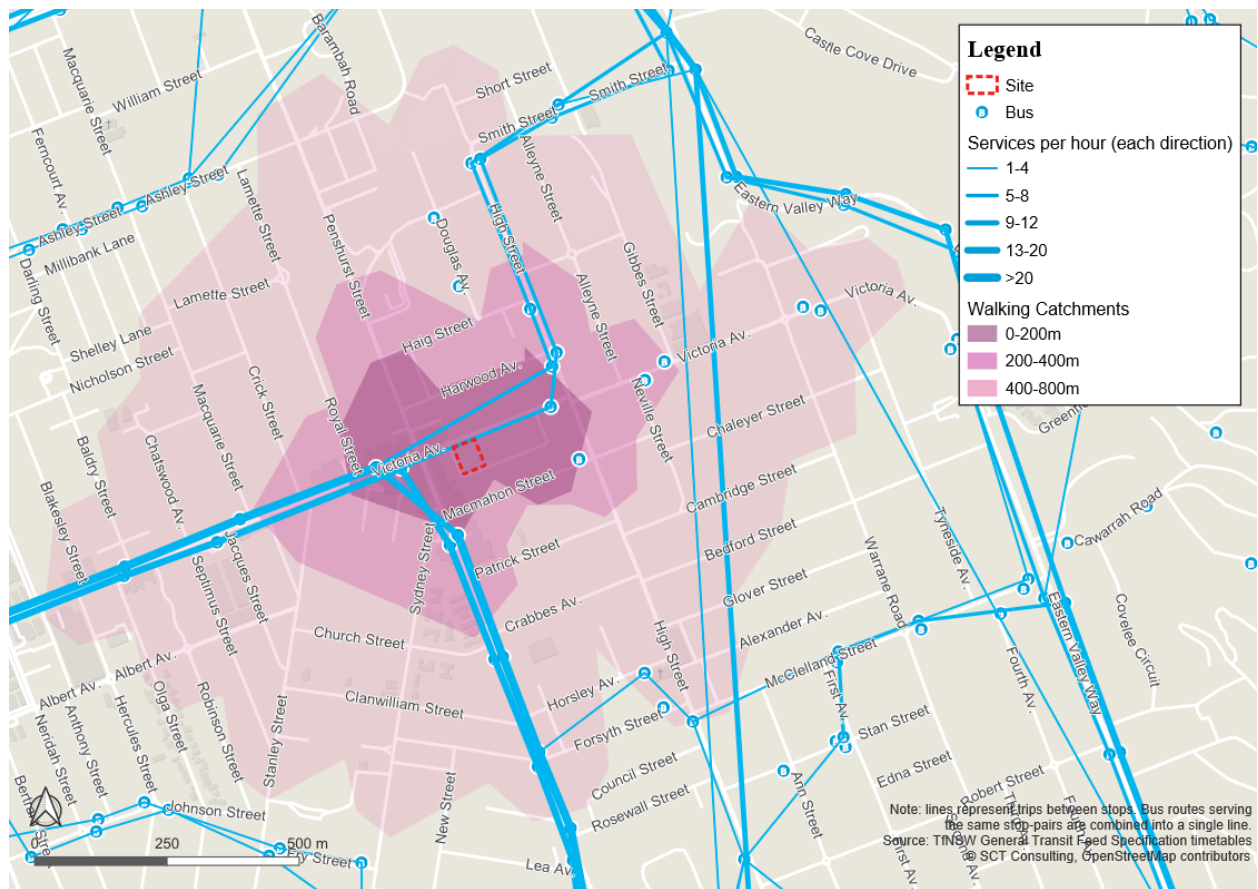 Legend
Site
Bus
Services per hour (each direction)
1-4
5-8
9-12
13-20
>20
Walking Catchments
0-200m
200-400m
400-800m
Barambah Road
Castle Cove Drive
Macquarie Street
William Street
Short Street
Smith Street
Smith Street
Ferncourt Av.
Alleyne Street
Ashley Street
Ashley Street
Lamette Street
Eastern Valley Way
Millibank Lane
Penshurst Street
Douglas Av.
High Street
Gibbes Street
Darling Street
Lamette Street
Alleyne Street
Victoria Av.
Shelley Lane
Haig Street
Victoria Av.
Nicholson Street
Harwood Av.
Crick Street
Macquarie Street
Royal Street
Neville Street
Chaleyer Street
Greenfi
Baldry Street
Chatswood Av.
Victoria Av.
Blakesley Street
Macmahon Street
Cambridge Street
Cawarrah Road
Jacques Street
Septimus Street
Sydney Street
Patrick Street
Bedford Street
Tyneside Av.
Warrane Road
Glover Street
Crabbes Av.
Church Street
Alexander Av.
Eastern Valley Way
Covelee Circuit
Albert Av.
Albert Av.
High Street
McClelland Street
Fourth Av.
Clanwilliam Street
Horsley Av.
First Av.
Neridah Street
Anthony Street
Hercules Street
Olga Street
Robinson Street
Stanley Street
Forsyth Street
Stan Street
Council Street
Edna Street
New Street
Ann Street
Robert Street
Johnson Street
Rosewall Street
Lea Av.
First Av.
0
250
500 m
Note: lines represent trips between stops. Bus routes serving
the same stop-pairs are combined into a single line.
Source: TfNSW General Transit Feed Specification timetables
© SCT Consulting, OpenStreetMap contributors